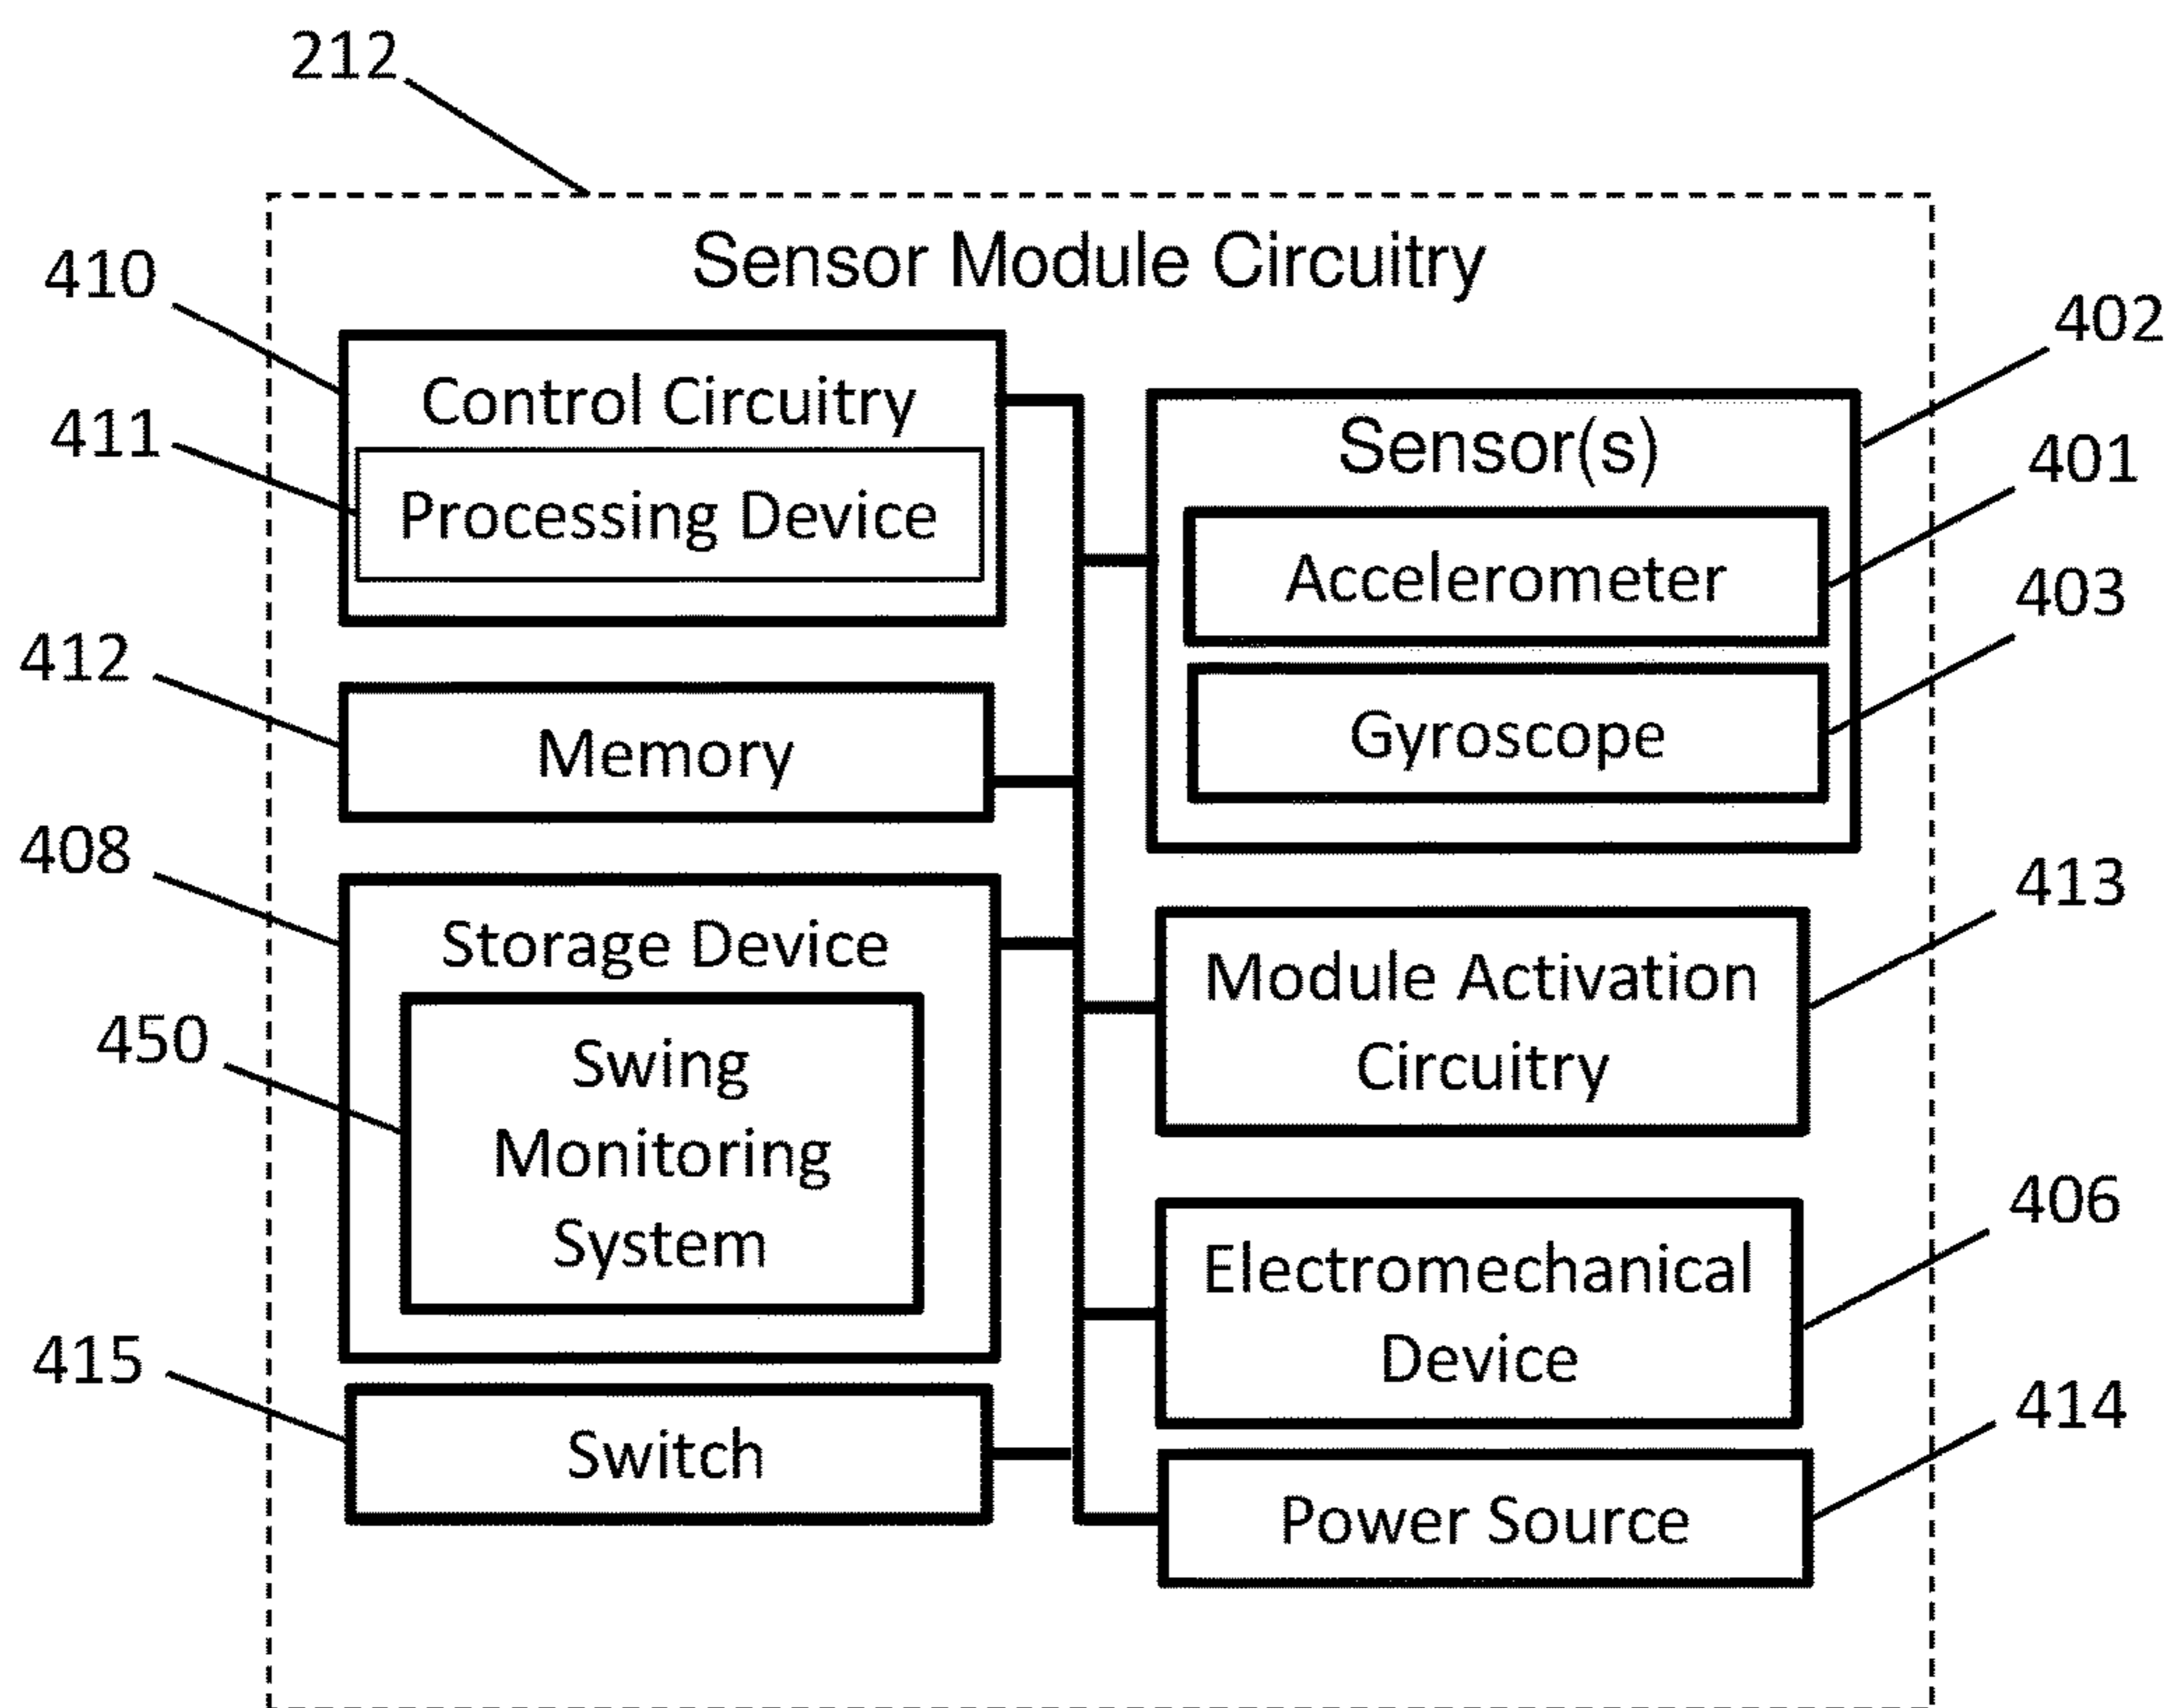 212
Sensor Module Circuitry
410
Control Circuitry
411
Processing Device
412
Memory
408
Storage Device
450
Swing
Monitoring
System
415
Switch
402
Sensor(s)
401
Accelerometer
403
Gyroscope
413
Module Activation
Circuitry
406
Electromechanical
Device
414
Power Source